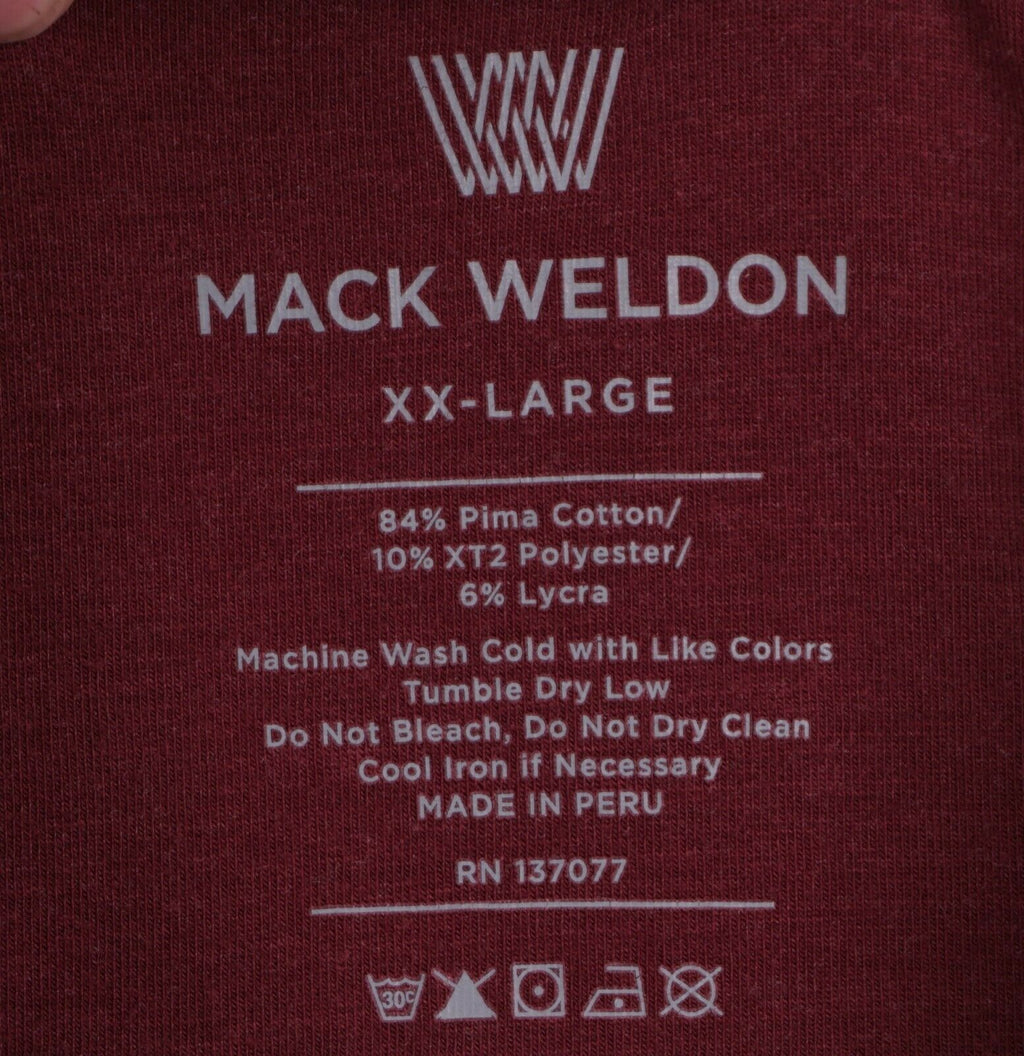 MACK WELDON
XX-LARGE
84% Pima Cotton/
10% XT2 Polyester/
6% Lycra
Machine Wash Cold with Like Colors
Tumble Dry Low
Do Not Bleach, Do Not Dry Clean
Cool Iron if Necessary
MADE IN PERU
RN 137077
30c